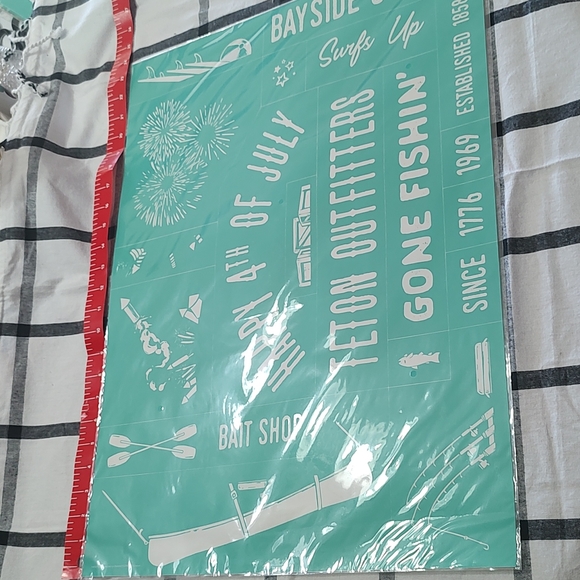 BAYSIDE
Surfs Up
ESTABLISHED 1858
HAPPY 4TH OF JULY
TETON OUTFITTERS
GONE FISHIN'
SINCE 1776 1969
BAIT SHOP